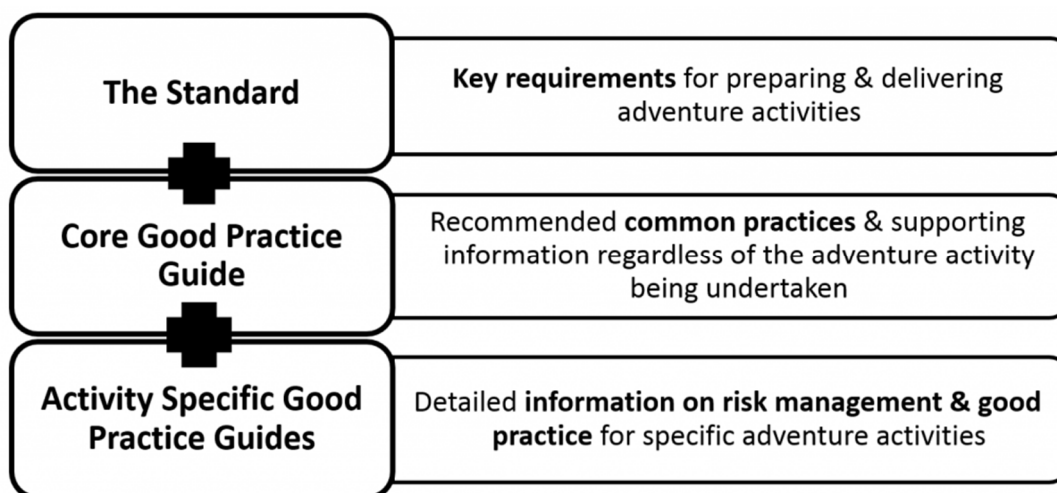 The Standard
Key requirements for preparing & delivering
adventure activities
Core Good Practice
Guide
Recommended common practices & supporting
information regardless of the adventure activity
being undertaken
Activity Specific Good
Practice Guides
Detailed information on risk management & good
practice for specific adventure activities